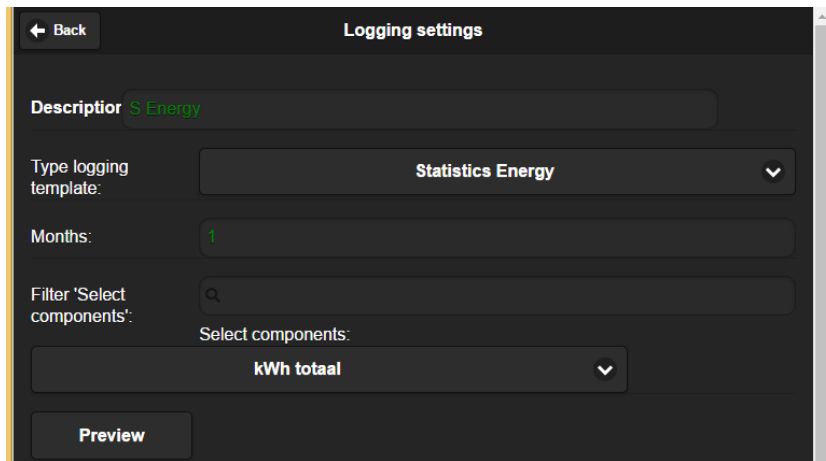 Back
Logging settings
Description
S Energy
Type logging
template:
Statistics Energy
Months:
1
Filter 'Select
components':
Select components:
kWh totaal
Preview